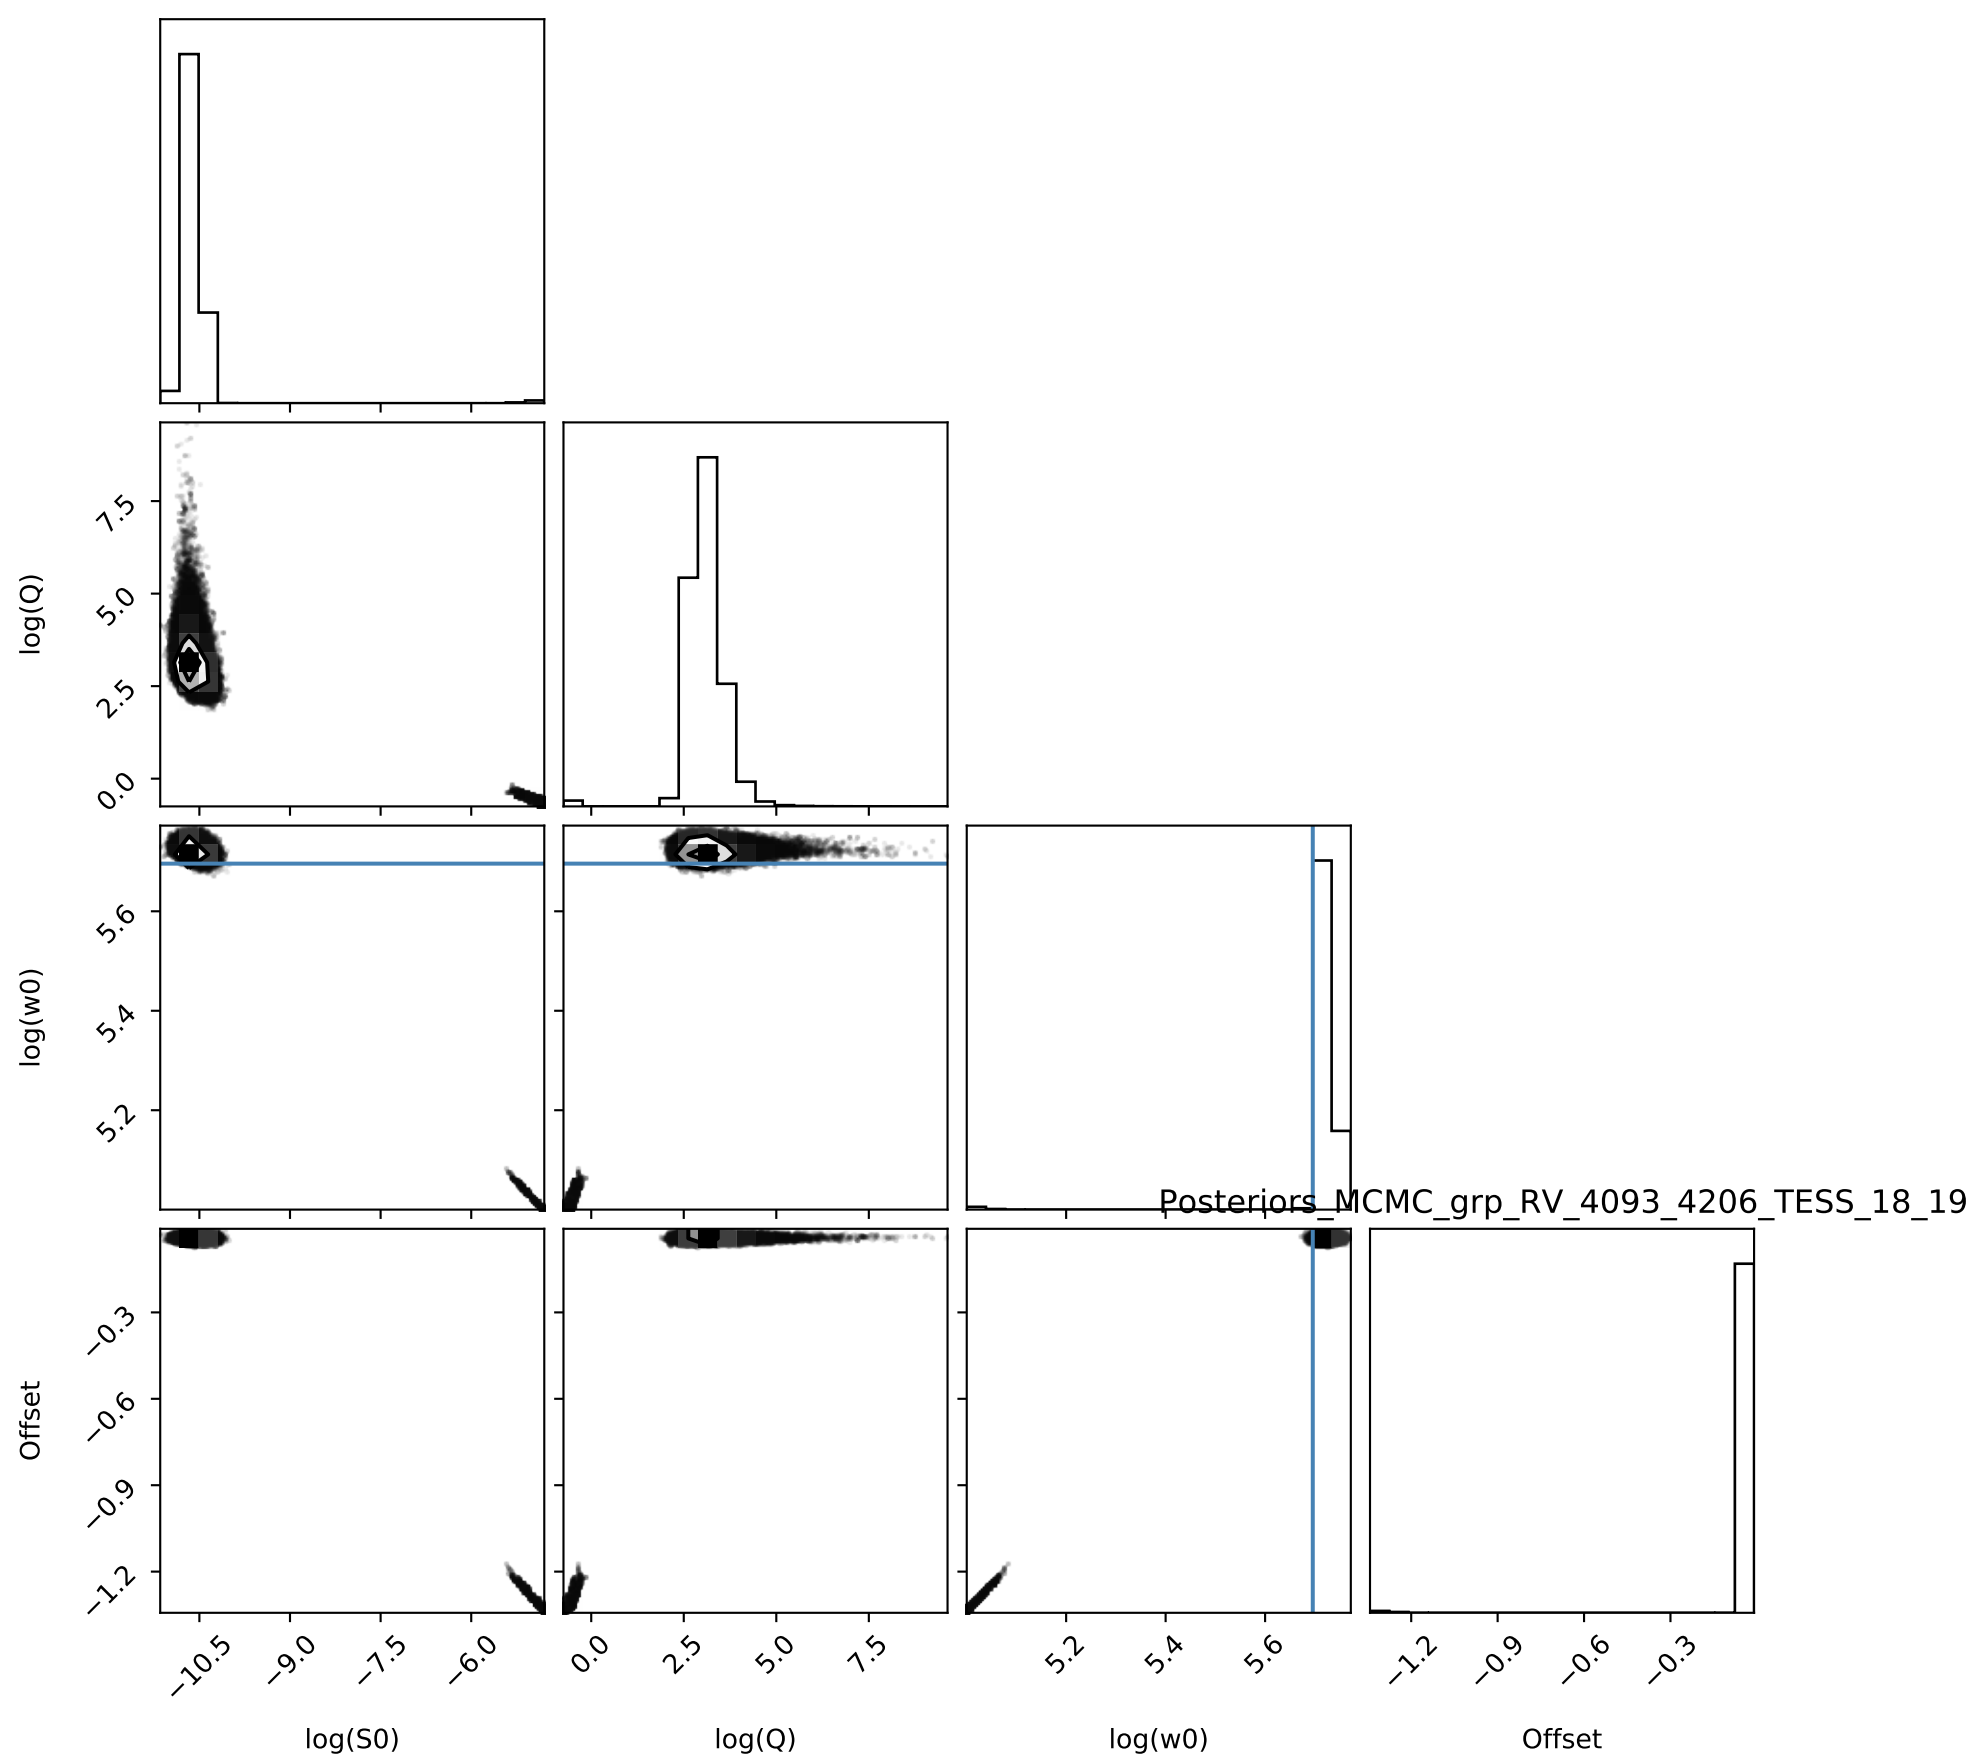 7.5
5.0
2.5
0.0
log(Q)
5.6
5.4
5.2
log(w0)
Posteriors_MCMC_grp_RV_4093_4206_TESS_18_19
−0.3
−0.6
−0.9
−1.2
Offset
−10.5 −9.0 −7.5 −6.0 0.0 2.5 5.0 7.5 5.2 5.4 5.6 −1.2 −0.9 −0.6 −0.3
log(S0) log(Q) log(w0) Offset